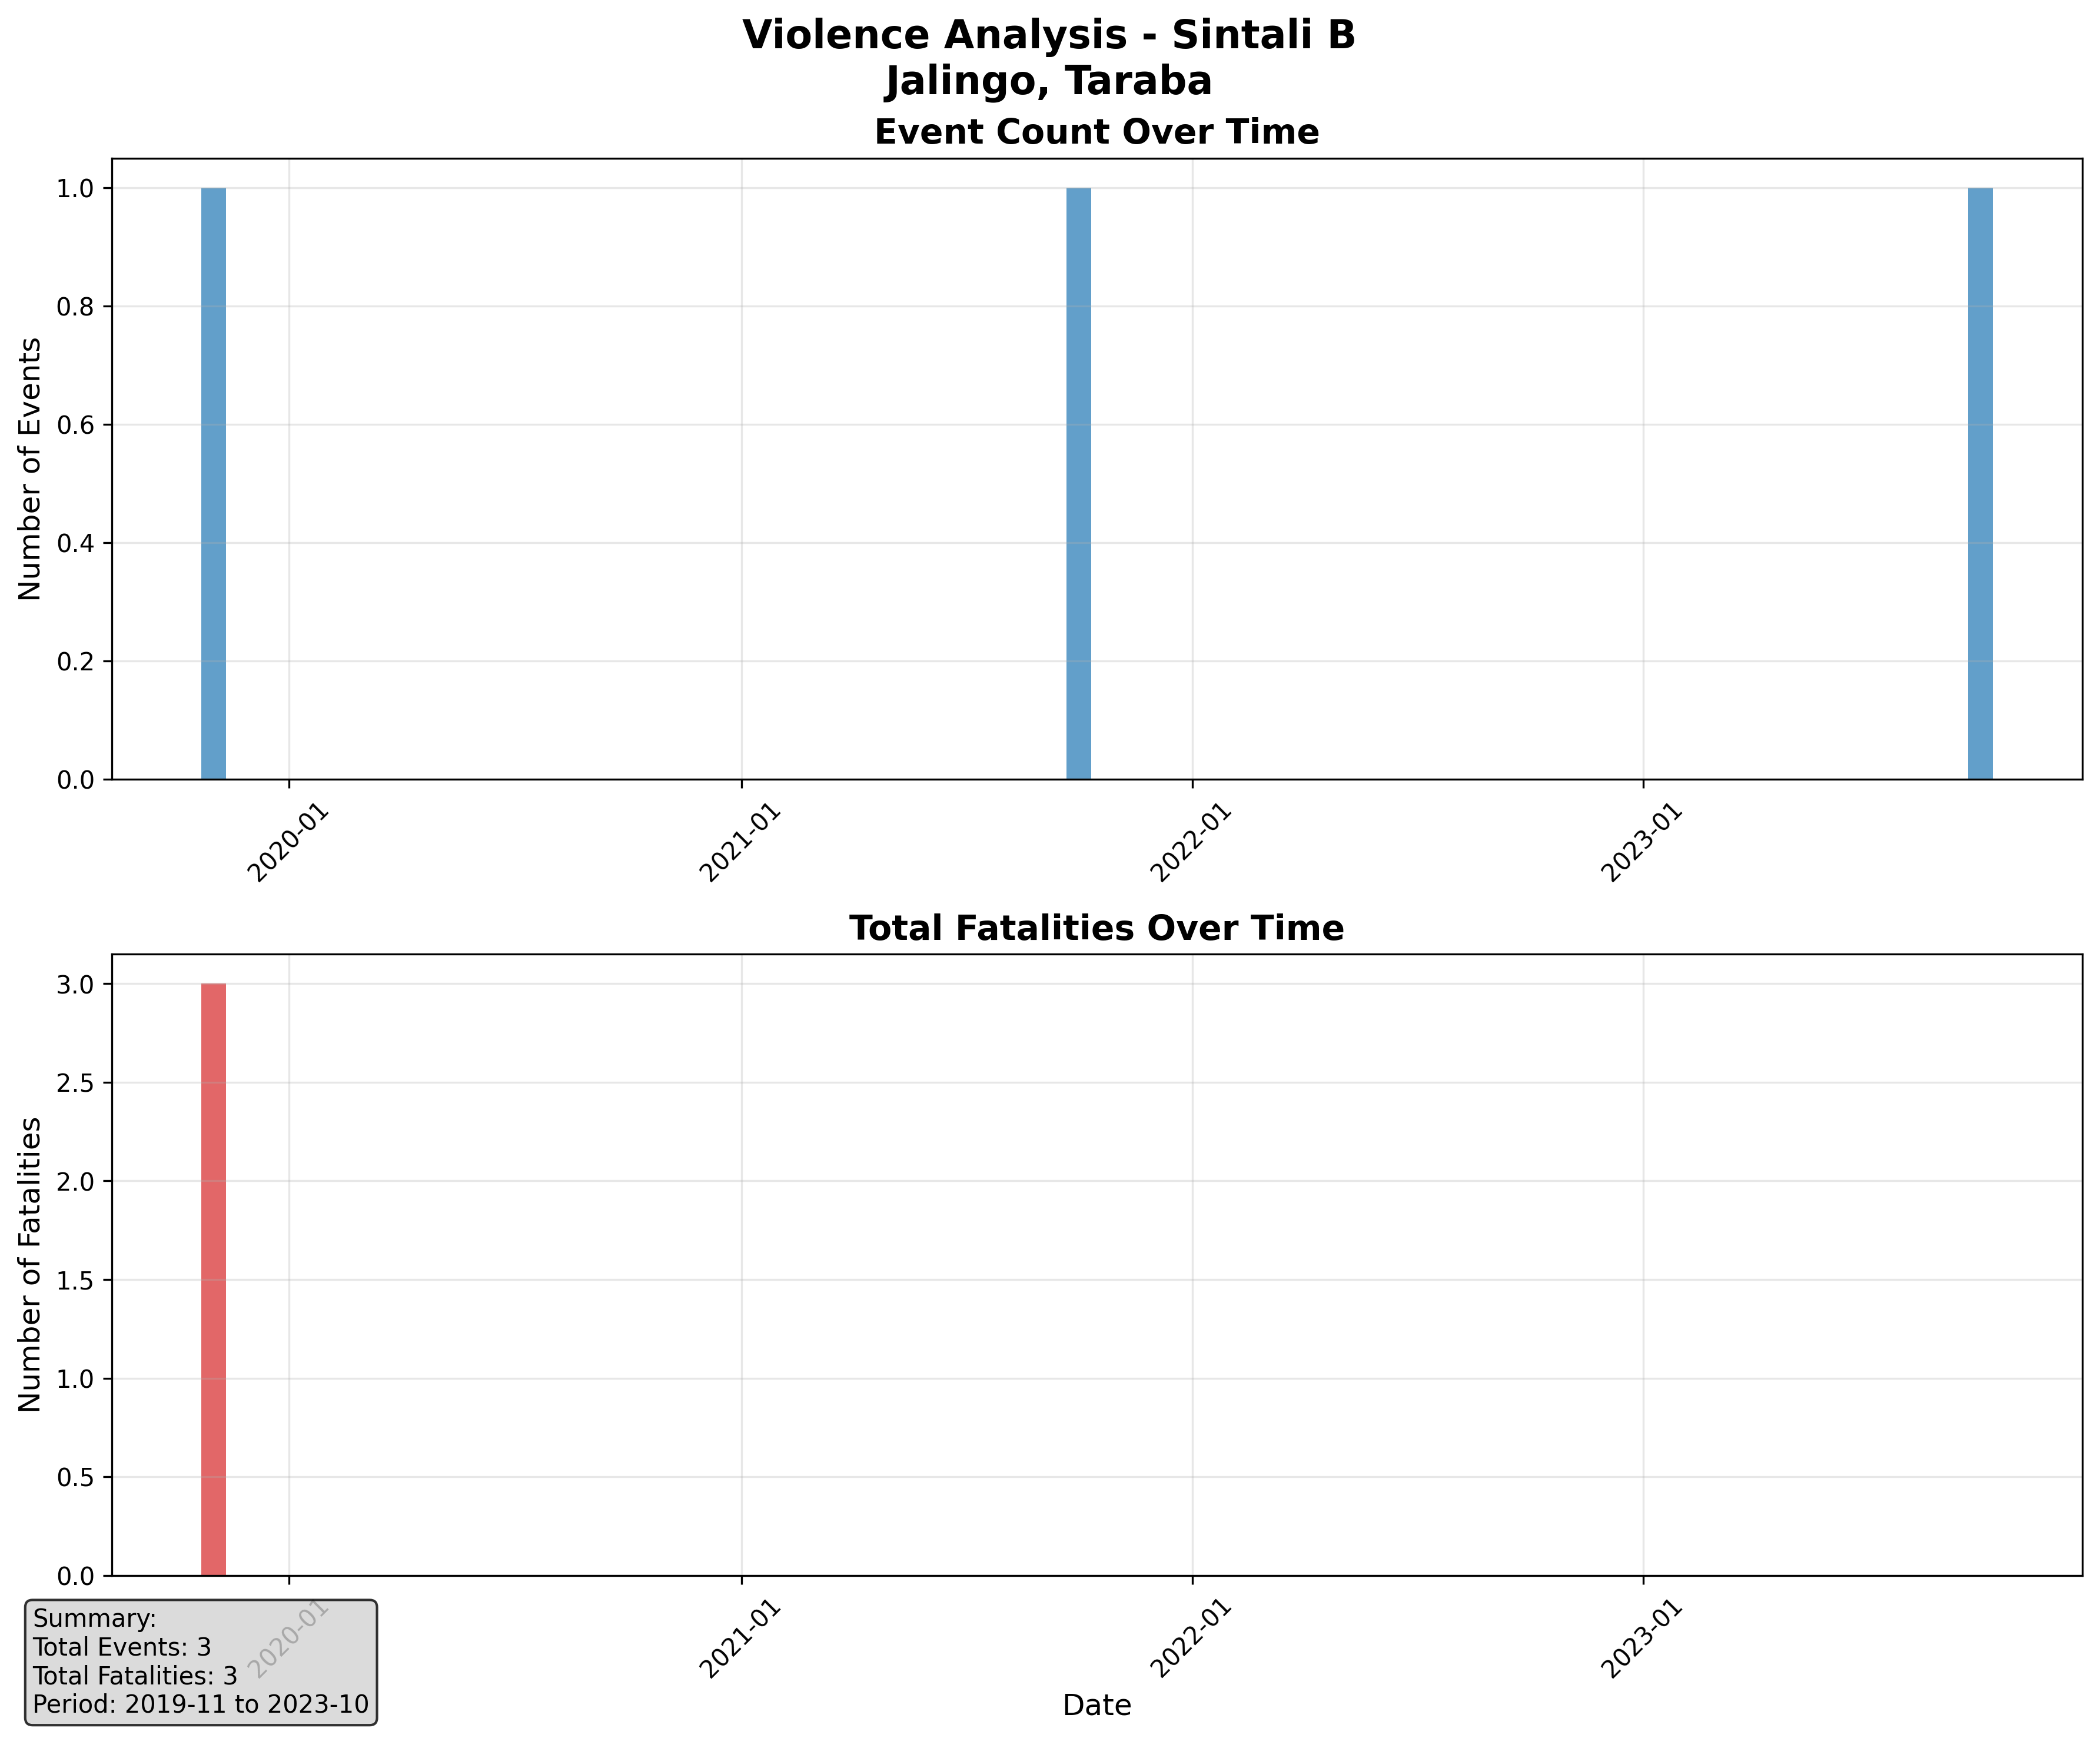 Violence Analysis - Sintali B
Jalingo, Taraba
Event Count Over Time
Number of Events
1.0
0.8
0.6
0.4
0.2
0.0
2020-01
2021-01
2022-01
2023-01
Total Fatalities Over Time
Number of Fatalities
3.0
2.5
2.0
1.5
1.0
0.5
0.0
2020-01
2021-01
2022-01
2023-01
Date
Summary:
Total Events: 3
Total Fatalities: 3
Period: 2019-11 to 2023-10